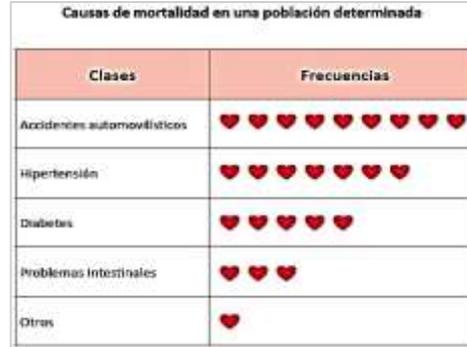 Causas de mortalidad en una población determinada
Clases Frecuencias
Accidentes automovilísticos
Hipertensión
Diabetes
Problemas Intestinales
Otros